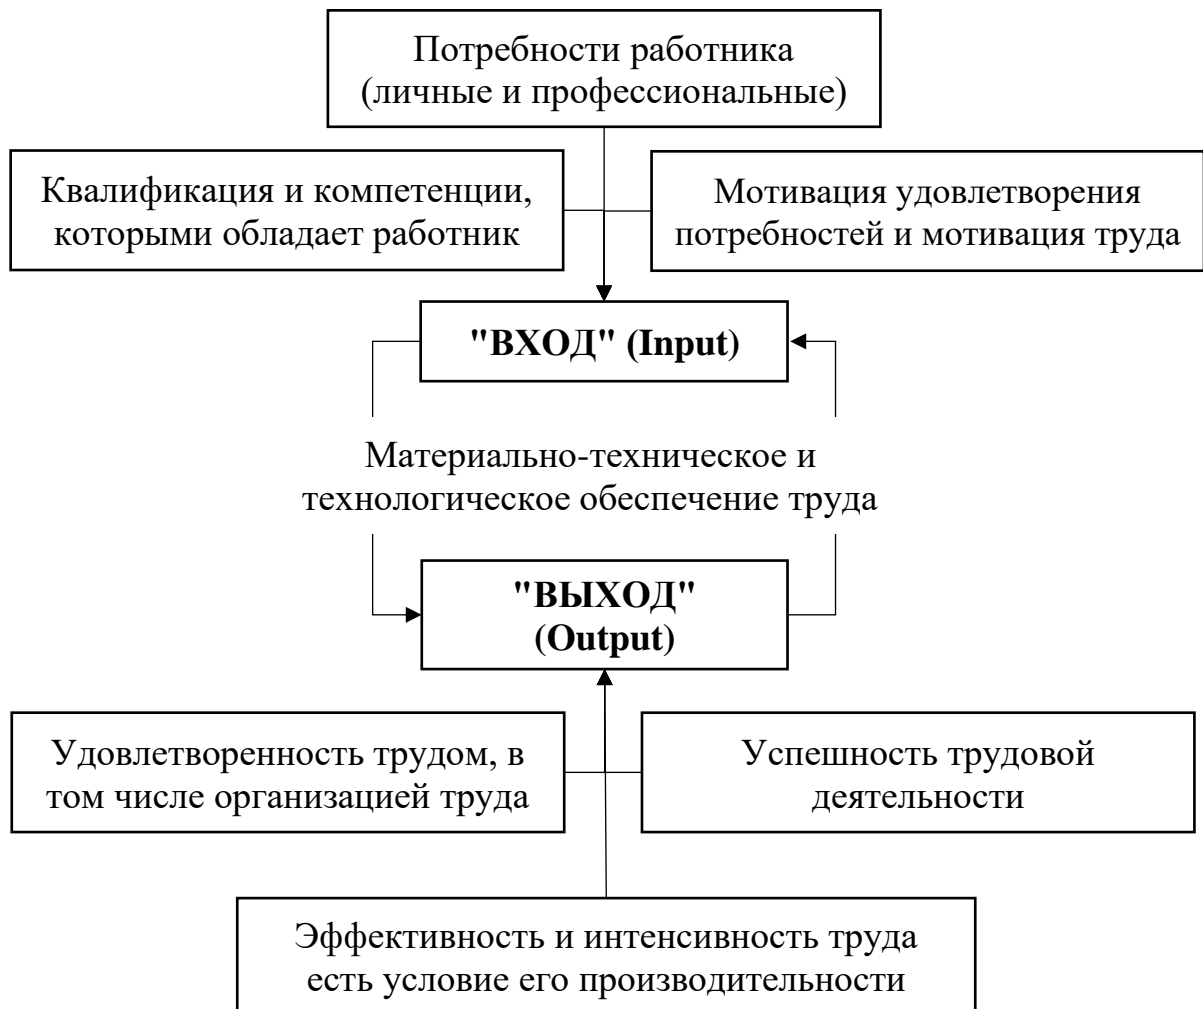 Потребности работника
(личные и профессиональные)
Квалификация и компетенции,
которыми обладает работник
Мотивация удовлетворения
потребностей и мотивация труда
"ВХОД" (Input)
Материально-техническое и
технологическое обеспечение труда
"ВЫХОД"
(Output)
Удовлетворенность трудом, в
том числе организацией труда
Успешность трудовой
деятельности
Эффективность и интенсивность труда
есть условие его производительности